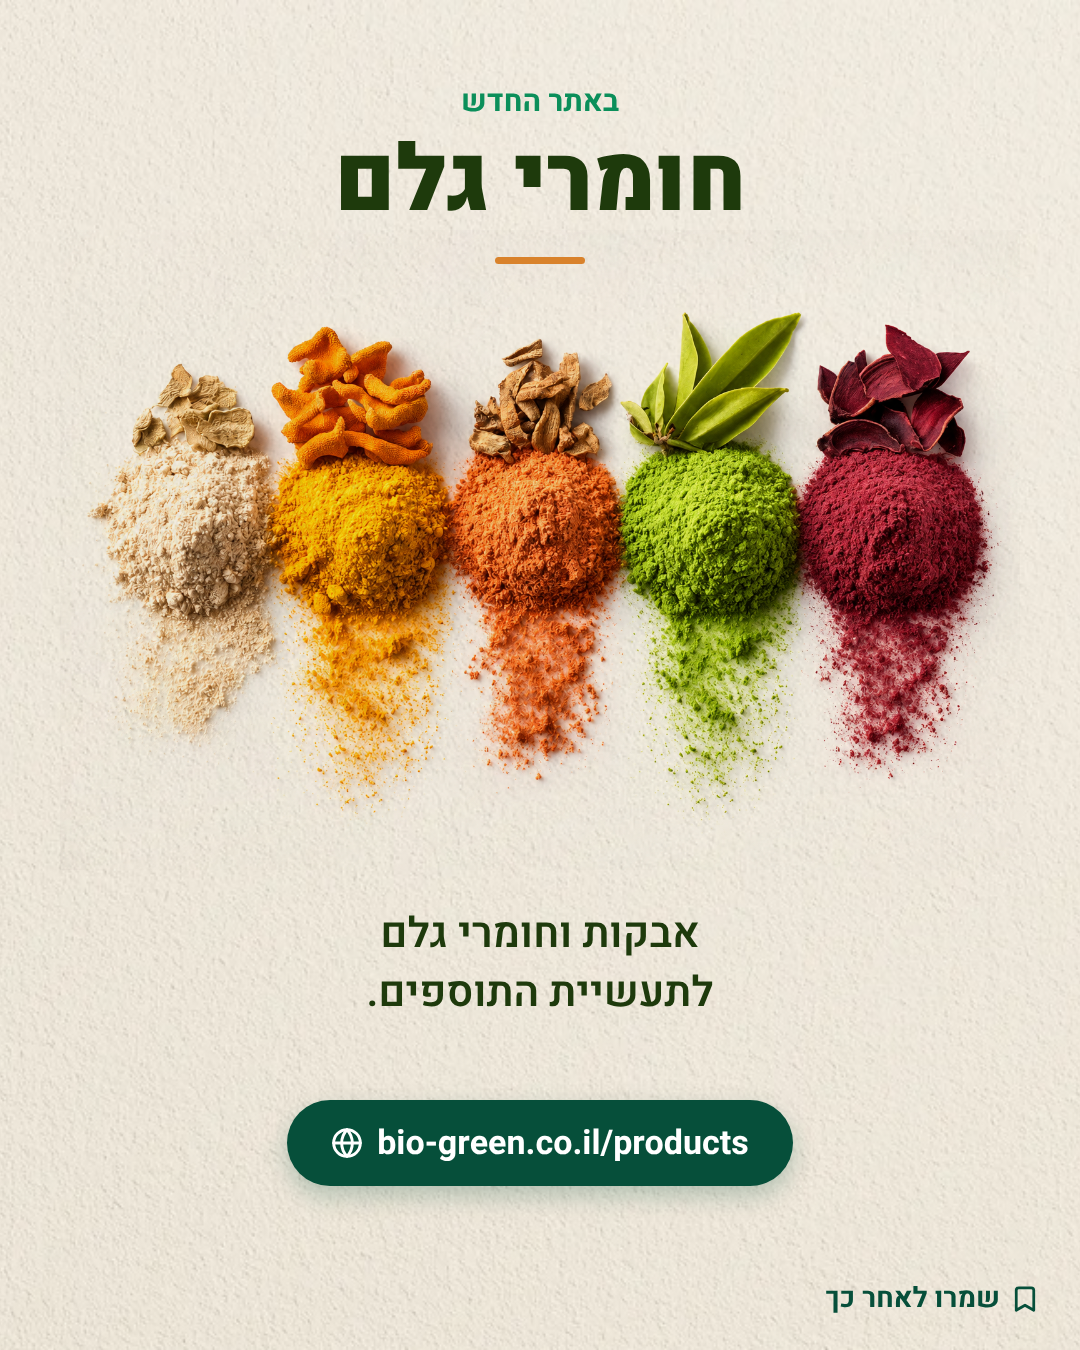 באתר החדש
חומרי גלם
אבקות וחומרי גלם
לתעשיית התוספים.
bio-green.co.il/products
שמרו לאחר כך